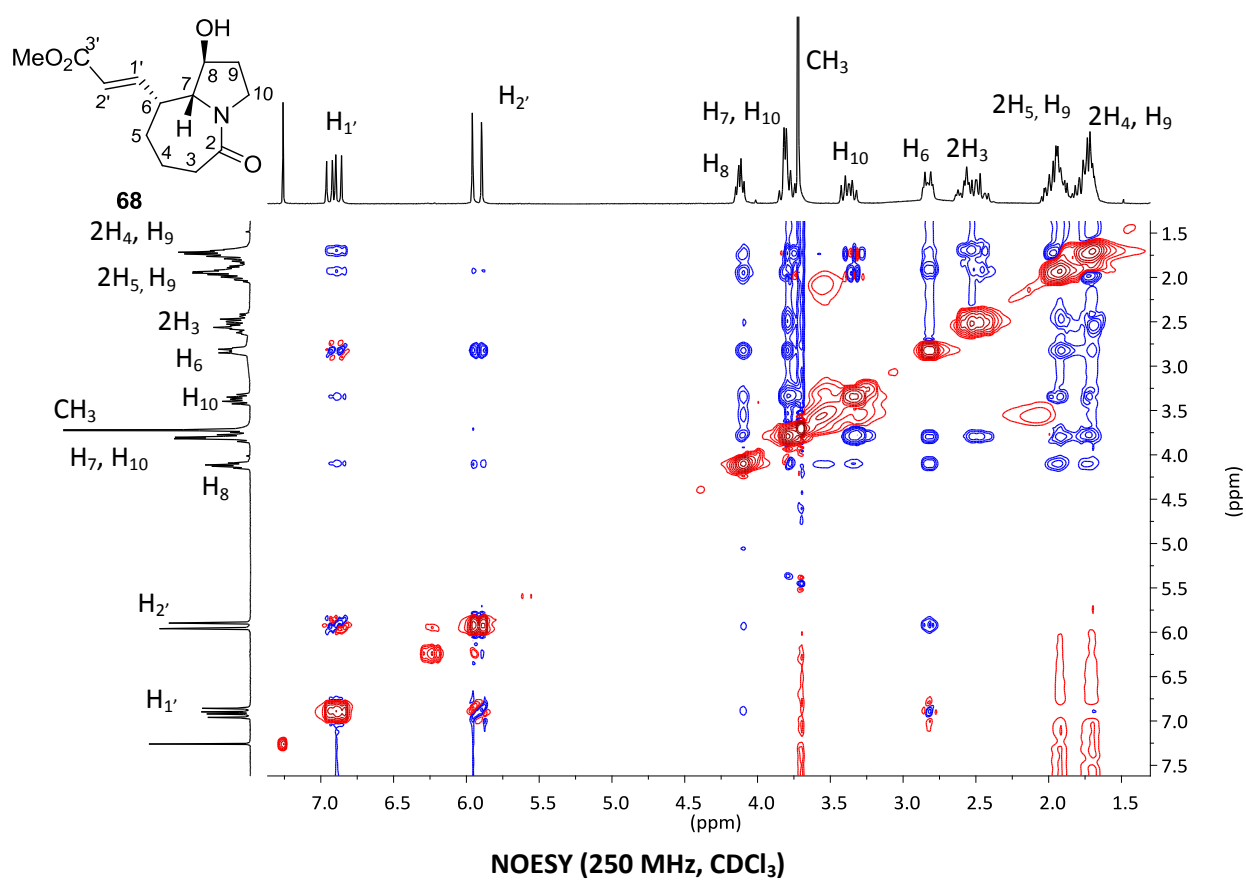 OH
3'
MeO₂C
1'
2'
8
9
7
10
6
H
N
5
4
2
3
O
68
H₁'
H₂'
H₈
H₇, H₁₀
CH₃
H₁₀
H₆
2H₃
2H₅, H₉
2H₄, H₉
2H₄, H₉
2H₅, H₉
2H₃
H₆
H₁₀
CH₃
H₇, H₁₀
H₈
H₂'
H₁'
1.5
2.0
2.5
3.0
3.5
4.0
4.5
5.0
5.5
6.0
6.5
7.0
7.5
(ppm)
7.0 6.5 6.0 5.5 5.0 4.5 4.0 3.5 3.0 2.5 2.0 1.5
(ppm)
NOESY (250 MHz, CDCl₃)